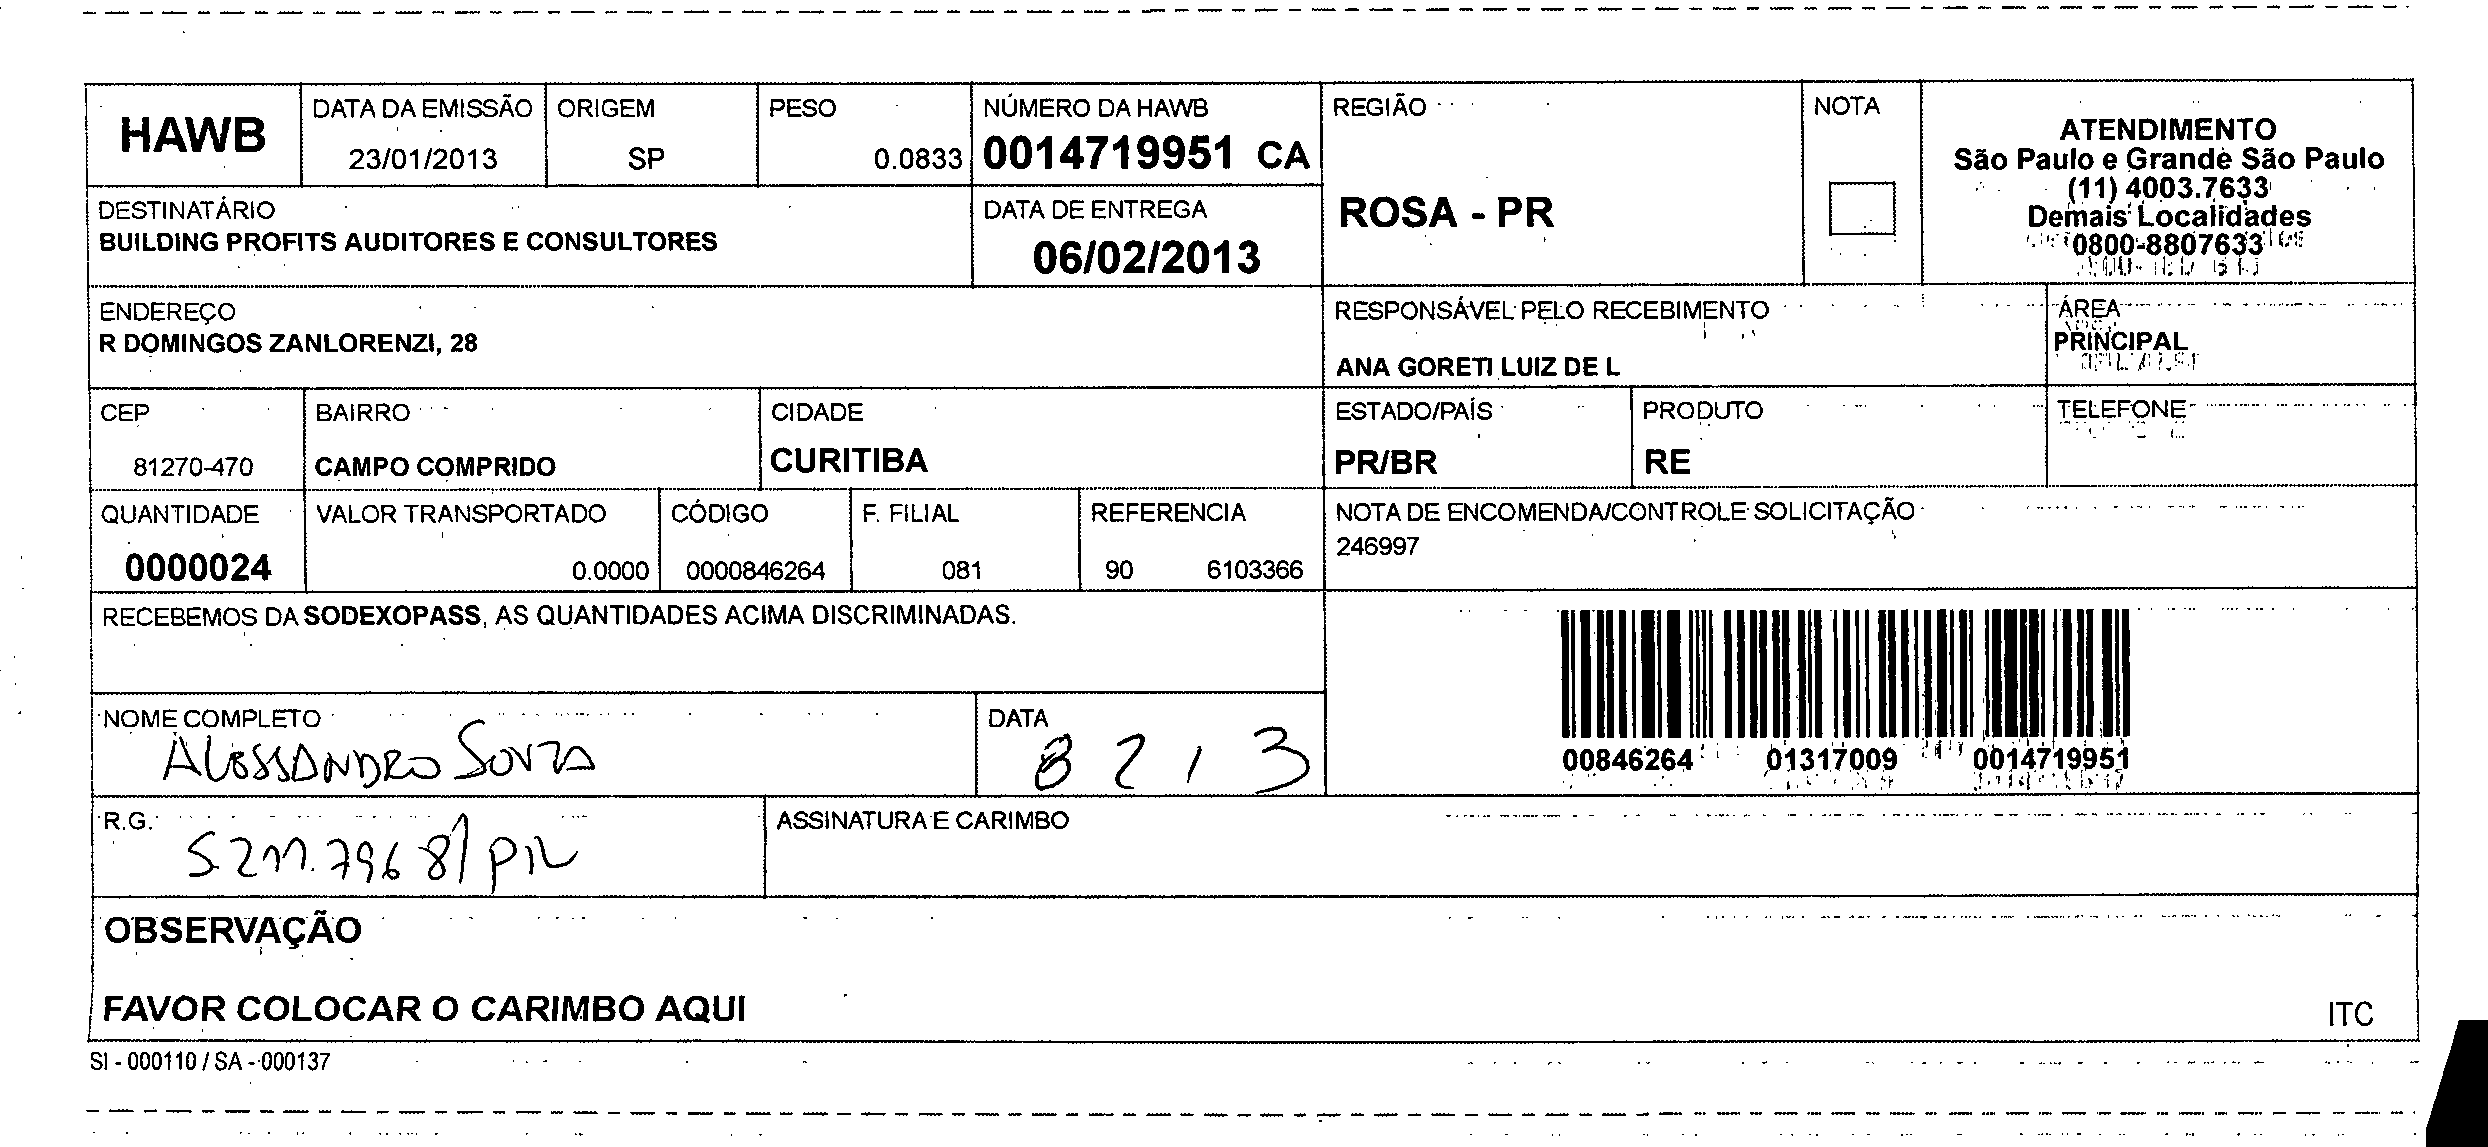 HAWB
DATA DA EMISSÃO
23/01/2013
ORIGEM
SP
PESO
0.0833
NÚMERO DA HAWB
0014719951 CA
REGIÃO
ROSA - PR
NOTA
ATENDIMENTO
São Paulo e Grande São Paulo
(11) 4003.7633
Demais Localidades
0800-8807633
DESTINATÁRIO
BUILDING PROFITS AUDITORES E CONSULTORES
DATA DE ENTREGA
06/02/2013
ENDEREÇO
R DOMINGOS ZANLORENZI, 28
RESPONSÁVEL PELO RECEBIMENTO
ANA GORETI LUIZ DE L
ÁREA
PRINCIPAL
CEP
81270-470
BAIRRO
CAMPO COMPRIDO
CIDADE
CURITIBA
ESTADO/PAÍS
PR/BR
PRODUTO
RE
TELEFONE
QUANTIDADE
0000024
VALOR TRANSPORTADO
0.0000
CÓDIGO
0000846264
F. FILIAL
081
REFERENCIA
90 6103366
NOTA DE ENCOMENDA/CONTROLE SOLICITAÇÃO
246997
RECEBEMOS DA SODEXOPASS, AS QUANTIDADES ACIMA DISCRIMINADAS.
00846264 01317009 0014719951
NOME COMPLETO
ALESSANDRO SOUZA
DATA
8 2 13
R.G.
5.211.7968/PR
ASSINATURA E CARIMBO
OBSERVAÇÃO
FAVOR COLOCAR O CARIMBO AQUI
ITC
SI - 000110 / SA - 000137